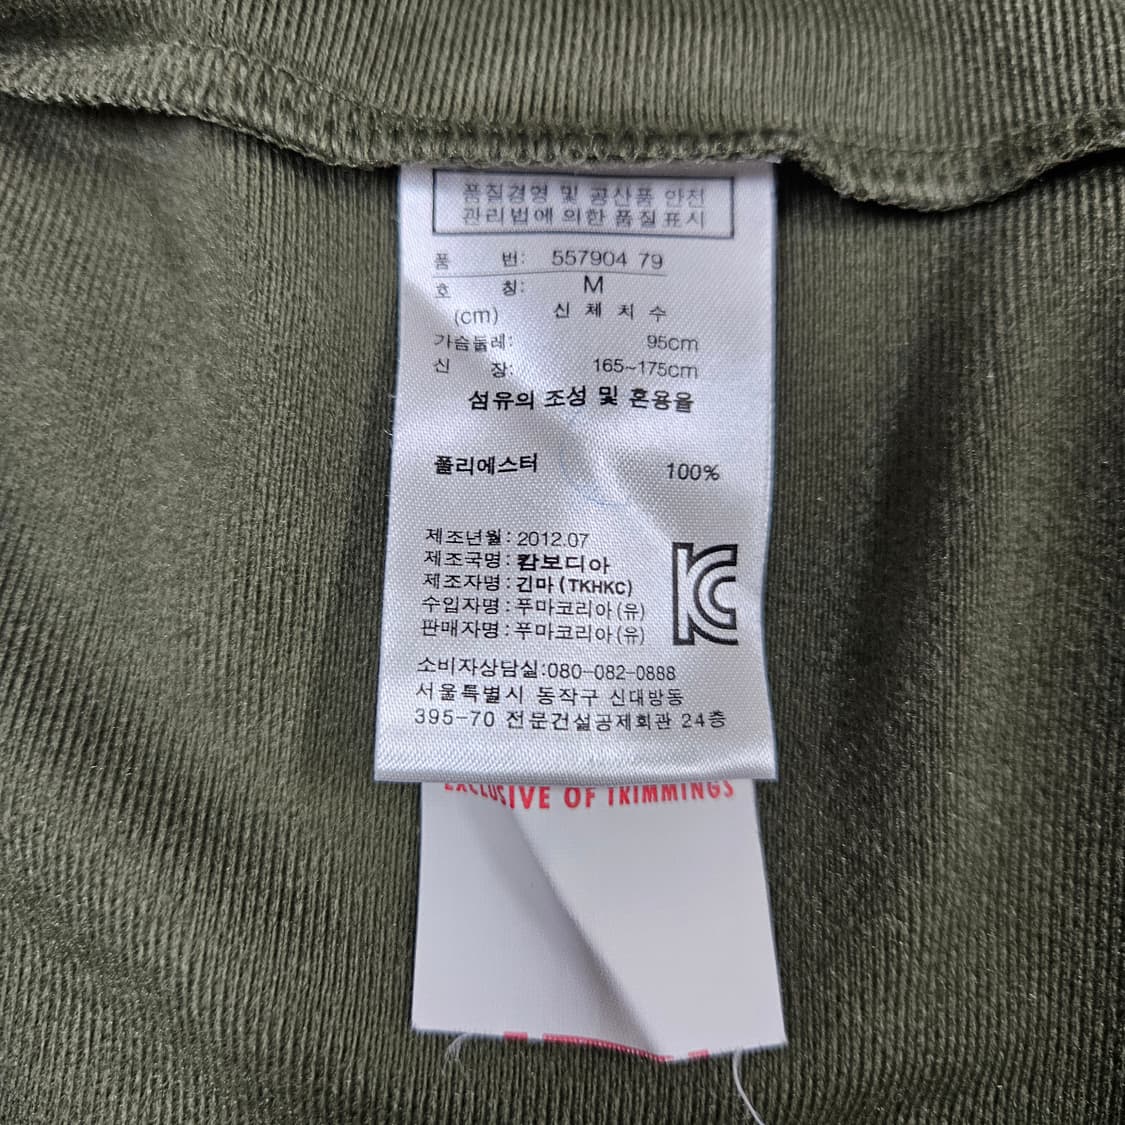 품질경영 및 공산품 안전
관리법에 의한 품질표시
품 번: 557904 79
호 칭: M
(cm) 신 체 치 수
가슴둘레: 95cm
신 장: 165~175cm
섬유의 조성 및 혼용율
폴리에스터 100%
제조년월: 2012.07
제조국명: 캄보디아
제조자명: 긴마 (TKHKC)
수입자명: 푸마코리아(유)
판매자명: 푸마코리아(유)
소비자상담실:080-082-0888
서울특별시 동작구 신대방동
395-70 전문건설공제회관 24층
EXCLUSIVE OF TRIMMINGS